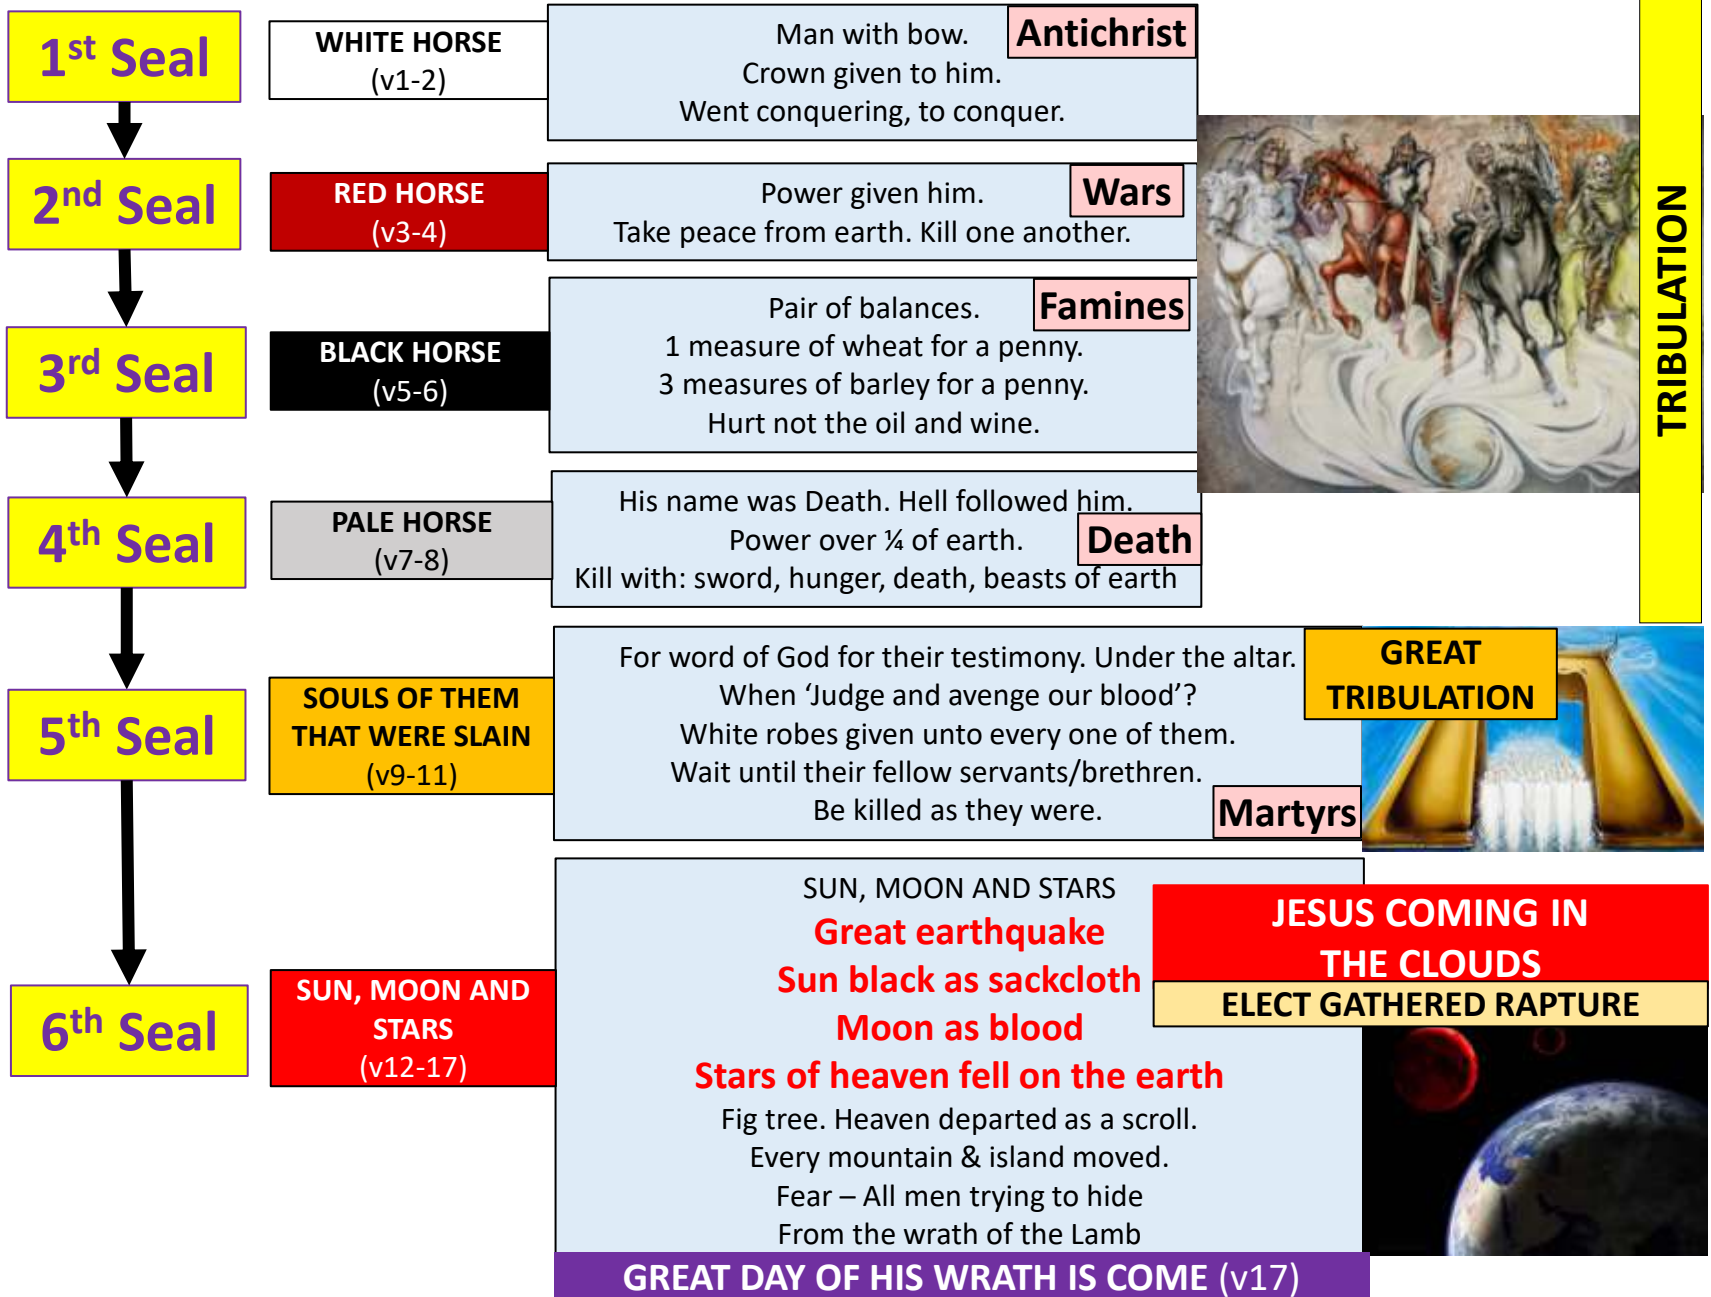 1st Seal
WHITE HORSE
(v1-2)
Man with bow.
Antichrist
Crown given to him.
Went conquering, to conquer.
TRIBULATION
2nd Seal
RED HORSE
(v3-4)
Power given him.
Wars
Take peace from earth. Kill one another.
3rd Seal
BLACK HORSE
(v5-6)
Pair of balances.
Famines
1 measure of wheat for a penny.
3 measures of barley for a penny.
Hurt not the oil and wine.
4th Seal
PALE HORSE
(v7-8)
His name was Death. Hell followed him.
Power over ¼ of earth.
Death
Kill with: sword, hunger, death, beasts of earth
5th Seal
SOULS OF THEM
THAT WERE SLAIN
(v9-11)
For word of God for their testimony. Under the altar.
When ‘Judge and avenge our blood’?
White robes given unto every one of them.
Wait until their fellow servants/brethren.
Be killed as they were.
Martyrs
GREAT
TRIBULATION
6th Seal
SUN, MOON AND
STARS
(v12-17)
SUN, MOON AND STARS
Great earthquake
Sun black as sackcloth
Moon as blood
Stars of heaven fell on the earth
Fig tree. Heaven departed as a scroll.
Every mountain & island moved.
Fear – All men trying to hide
From the wrath of the Lamb
JESUS COMING IN
THE CLOUDS
ELECT GATHERED RAPTURE
GREAT DAY OF HIS WRATH IS COME (v17)